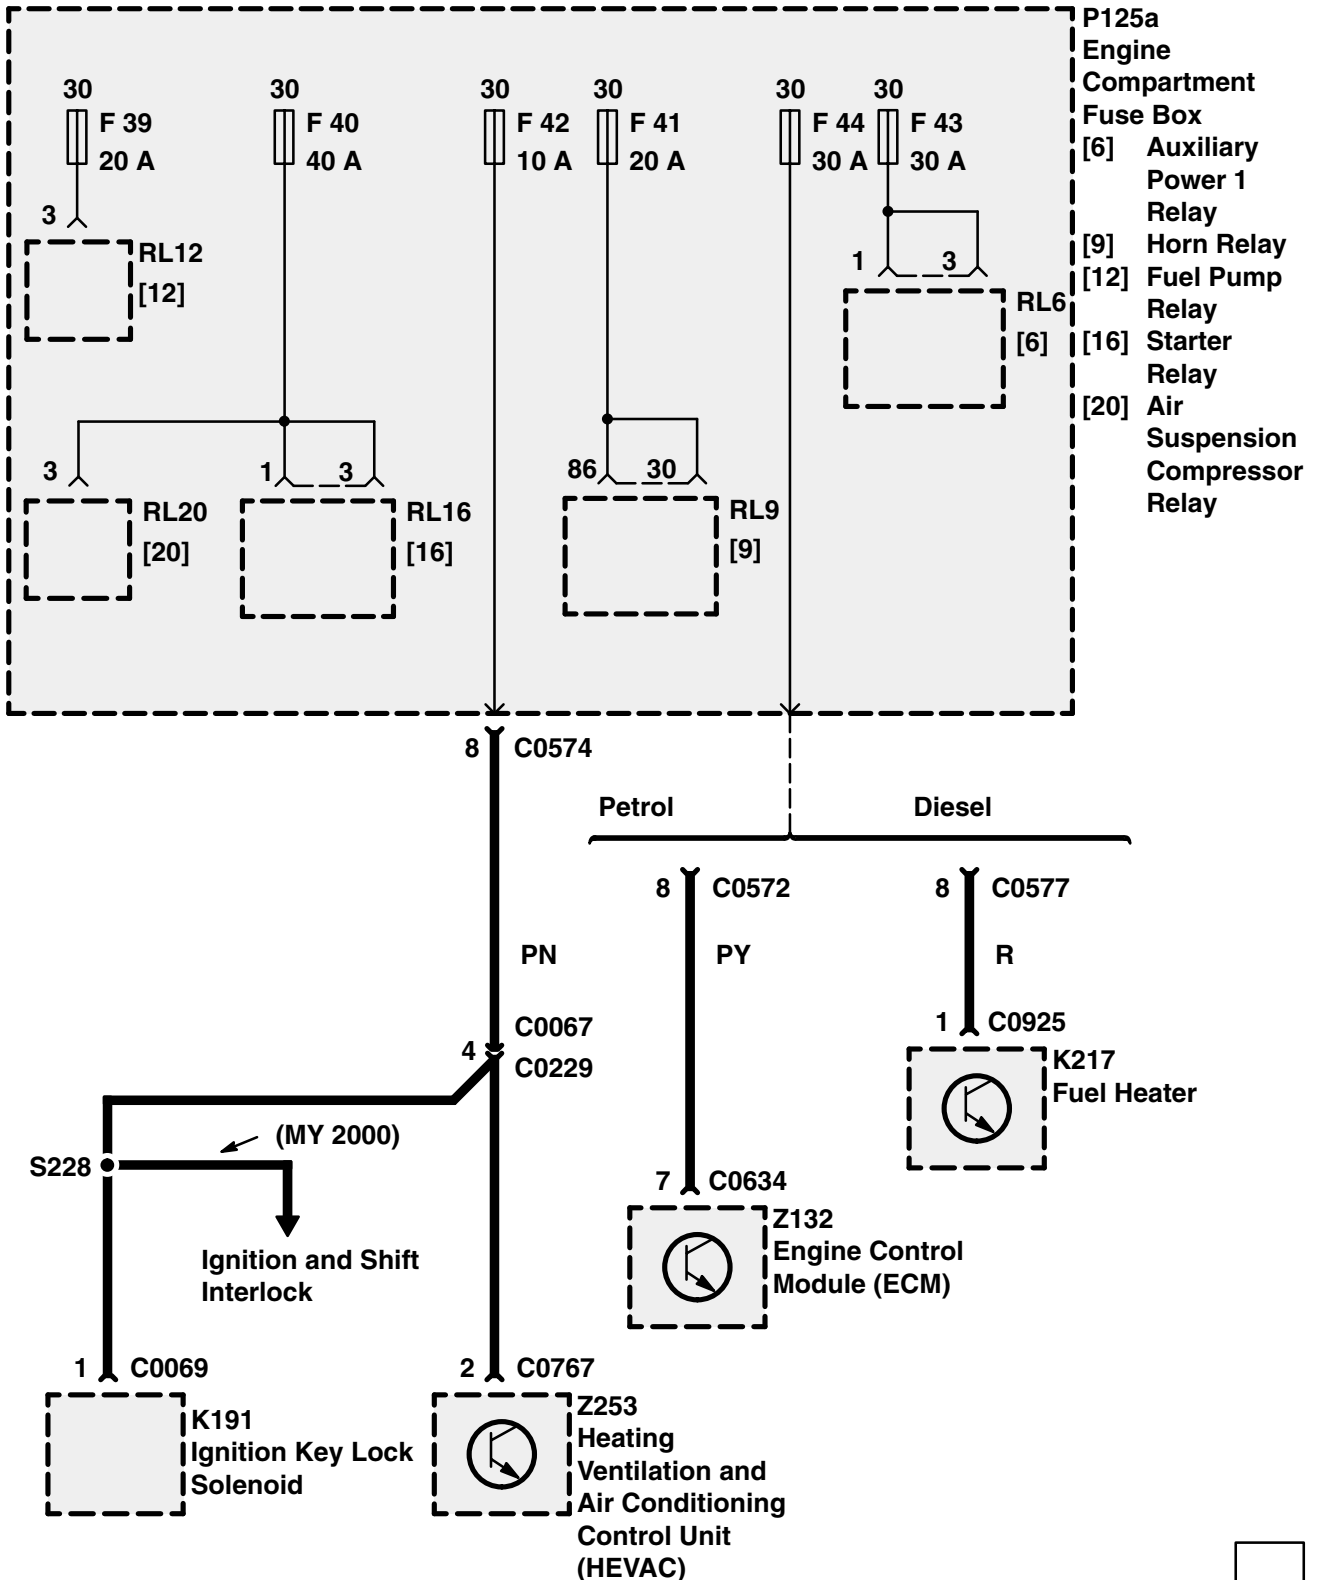 P125a
Engine
Compartment
Fuse Box
[6] Auxiliary
Power 1
Relay
[9] Horn Relay
[12] Fuel Pump
Relay
[16] Starter
Relay
[20] Air
Suspension
Compressor
Relay
30 30 30 30 30 30
F 39 F 40 F 42 F 41 F 44 F 43
20 A 40 A 10 A 20 A 30 A 30 A
3
RL12
[12]
1 3
RL6
[6]
3
RL20
[20]
1 3
RL16
[16]
86 30
RL9
[9]
8 C0574
Petrol Diesel
8 C0572
8 C0577
PN PY R
C0067
4
C0229
1 C0925
K217
Fuel Heater
(MY 2000)
S228
Ignition and Shift
Interlock
7 C0634
Z132
Engine Control
Module (ECM)
1 C0069
K191
Ignition Key Lock
Solenoid
2 C0767
Z253
Heating
Ventilation and
Air Conditioning
Control Unit
(HEVAC)